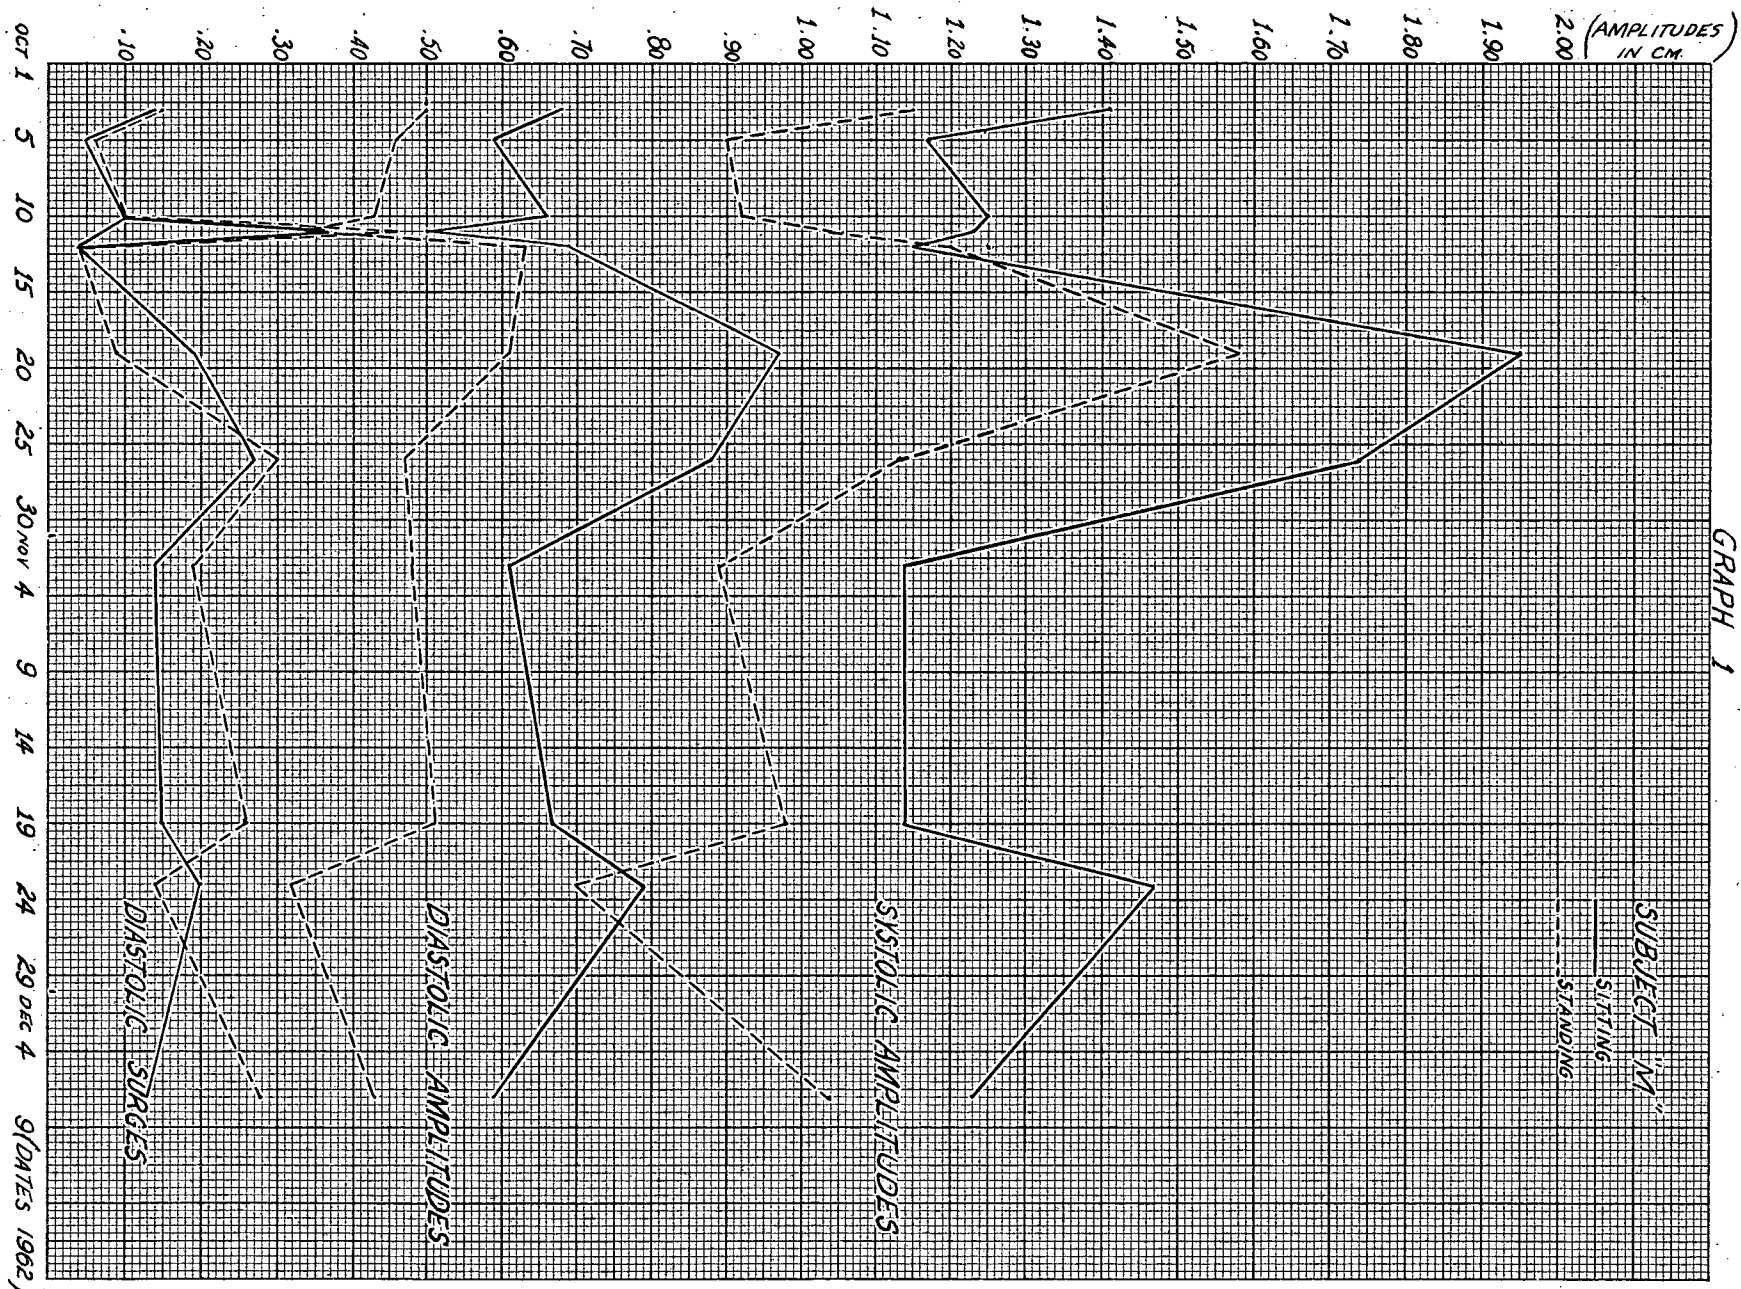 GRAPH 1
(AMPLITUDES
IN CM.)
2.00
1.90
1.80
1.70
1.60
1.50
1.40
1.30
1.20
1.10
1.00
.90
.80
.70
.60
.50
.40
.30
.20
.10
SUBJECT "M"
SITTING
STANDING
SYSTOLIC AMPLITUDES
DIASTOLIC AMPLITUDES
DIASTOLIC SURGES
OCT 1 5 10 15 20 25 30 NOV 4 9 14 19 24 29 DEC 4 9 (DATES 1962)